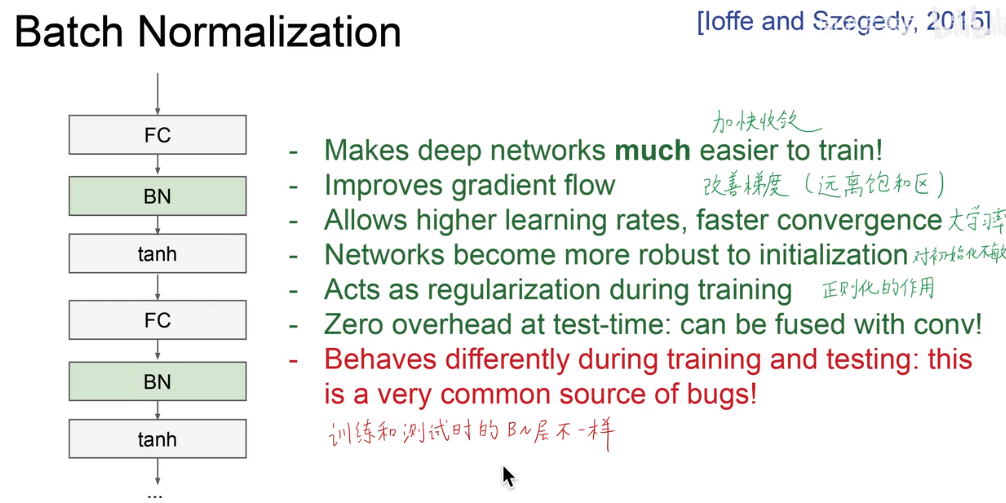 Batch Normalization
[Ioffe and Szegedy, 2015]
FC
BN
tanh
FC
BN
tanh
...
加快收敛
- Makes deep networks much easier to train!
- Improves gradient flow 改善梯度（远离饱和区）
- Allows higher learning rates, faster convergence 大学习率
- Networks become more robust to initialization 对初始化不敏
- Acts as regularization during training 正则化的作用
- Zero overhead at test-time: can be fused with conv!
- Behaves differently during training and testing: this
is a very common source of bugs!
训练和测试时的BN层不一样